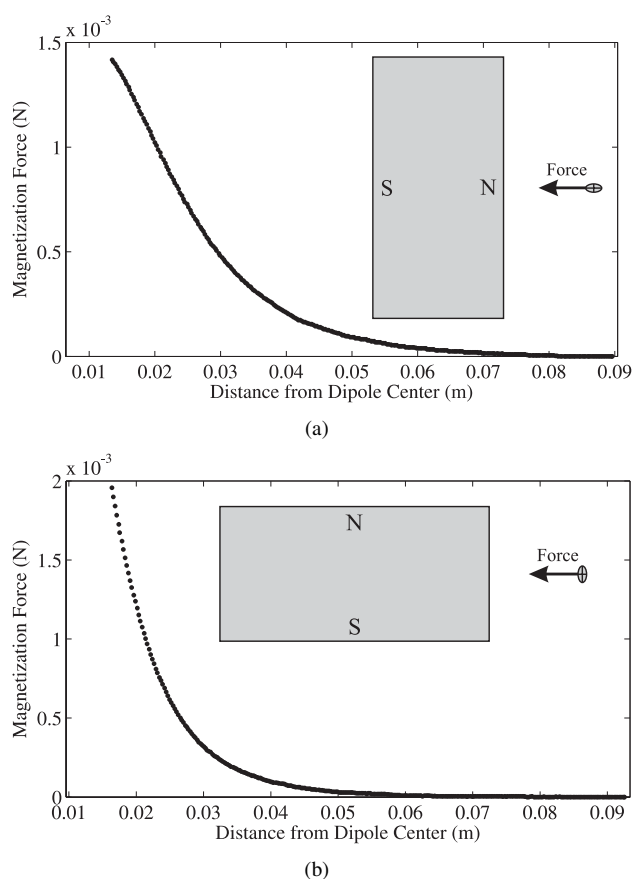 x 10-3
1.5
1
0.5
0
Magnetization Force (N)
S
N
Force
0.01 0.02 0.03 0.04 0.05 0.06 0.07 0.08 0.09
Distance from Dipole Center (m)
(a)
x 10-3
2
1.5
1
0.5
0
Magnetization Force (N)
N
S
Force
0.01 0.02 0.03 0.04 0.05 0.06 0.07 0.08 0.09
Distance from Dipole Center (m)
(b)